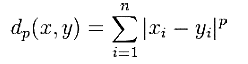 d_p(x, y) = \sum_{i=1}^{n} |x_i - y_i|^p